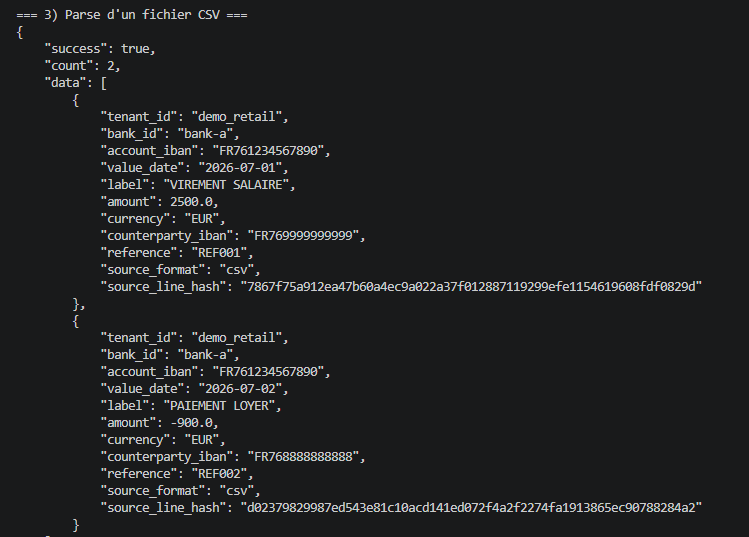 === 3) Parse d'un fichier CSV ===
{
    "success": true,
    "count": 2,
    "data": [
        {
            "tenant_id": "demo_retail",
            "bank_id": "bank-a",
            "account_iban": "FR761234567890",
            "value_date": "2026-07-01",
            "label": "VIREMENT SALAIRE",
            "amount": 2500.0,
            "currency": "EUR",
            "counterparty_iban": "FR769999999999",
            "reference": "REF001",
            "source_format": "csv",
            "source_line_hash": "7867f75a912ea47b60a4ec9a022a37f012887119299efe1154619608fdf0829d"
        },
        {
            "tenant_id": "demo_retail",
            "bank_id": "bank-a",
            "account_iban": "FR761234567890",
            "value_date": "2026-07-02",
            "label": "PAIEMENT LOYER",
            "amount": -900.0,
            "currency": "EUR",
            "counterparty_iban": "FR768888888888",
            "reference": "REF002",
            "source_format": "csv",
            "source_line_hash": "d02379829987ed543e81c10acd141ed072f4a2f2274fa1913865ec90788284a2"
        }